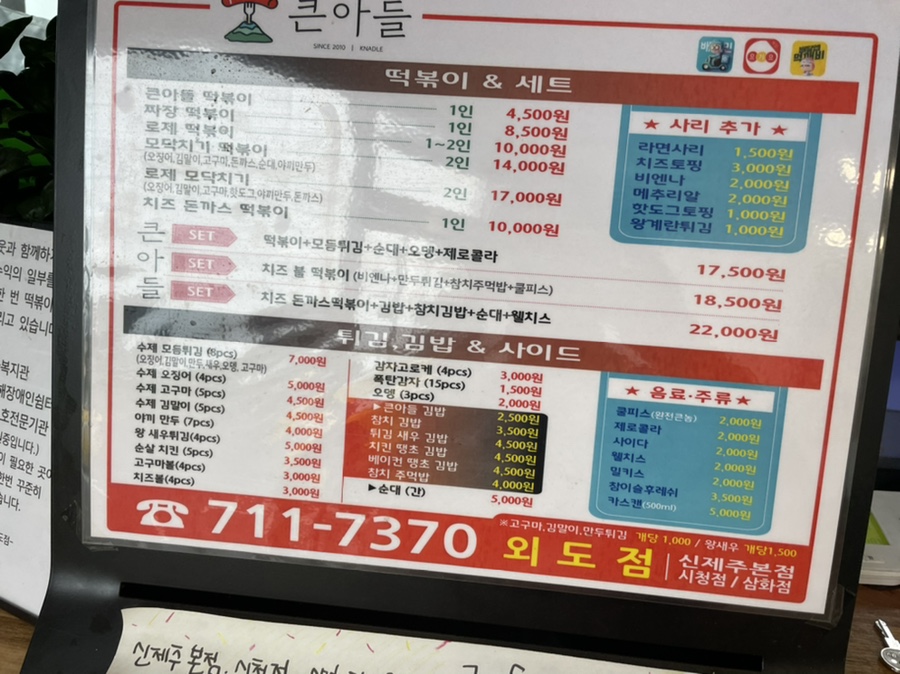 큰아들
SINCE 2010 | KNADLE
떡볶이 & 세트
큰아들 떡볶이 1인 4,500원
짜장 떡볶이 1인 8,500원
로제 떡볶이 1~2인 10,000원
모닥치기 떡볶이 2인 14,000원
(오징어,김말이,고구마,돈까스,순대,야끼만두)
로제 모닥치기 2인 17,000원
(오징어,김말이,고구마,핫도그,야끼만두,돈까스)
치즈 돈까스 떡볶이 1인 10,000원
★ 사리 추가 ★
라면사리 1,500원
치즈토핑 3,000원
비엔나 2,000원
메추리알 2,000원
핫도그토핑 1,000원
왕계란튀김 1,000원
큰 SET 떡볶이+모듬튀김+순대+오뎅+제로콜라 17,500원
아 SET 치즈 불 떡볶이 (비엔나+만두튀김+참치주먹밥+쿨피스) 18,500원
들 SET 치즈 돈까스떡볶이+김밥+참치김밥+순대+웰치스 22,000원
튀김,김밥 & 사이드
수제 모듬튀김 (6pcs) 7,000원
(오징어,김말이,만두,새우,오뎅,고구마)
수제 오징어 (4pcs) 5,000원
수제 고구마 (5pcs) 4,500원
수제 김말이 (5pcs) 4,500원
야끼 만두 (7pcs) 4,000원
왕 새우튀김(4pcs) 5,000원
순살 치킨 (5pcs) 3,500원
고구마볼(4pcs) 3,000원
치즈볼(4pcs) 3,000원
감자고로케 (4pcs) 3,000원
폭탄감자 (15pcs) 1,500원
오뎅 (3pcs) 2,000원
▶큰아들 김밥 2,500원
참치 김밥 3,500원
튀김 새우 김밥 4,500원
치킨 땡초 김밥 4,500원
베이컨 땡초 김밥 4,500원
참치 주먹밥 4,000원
▶순대 (간) 5,000원
★ 음료·주류 ★
쿨피스(완전큰놈) 2,000원
제로콜라 2,000원
사이다 2,000원
웰치스 2,000원
밀키스 2,000원
참이슬후레쉬 3,500원
카스캔(500ml) 5,000원
☎ 711-7370
※고구마,김말이,만두튀김 개당 1,000 / 왕새우 개당1,500
외도점
신제주본점
시청점 / 삼화점
신제주 본점, 시청점